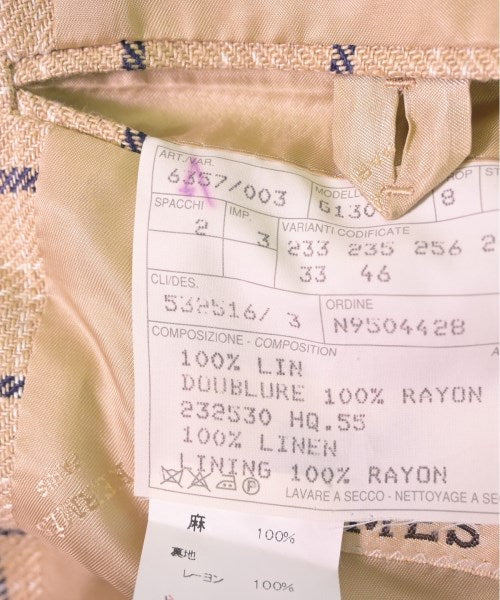 ART./VAR.
6357/003
MODELLO
G130
8
SPACCHI
2
IMP.
3
VARIANTI CODIFICATE
233 235 256 2
33 46
CLI/DES.
532516/ 3
ORDINE
N9504428
COMPOSIZIONE - COMPOSITION
100% LIN
DOUBLURE 100% RAYON
232530 HQ.55
100% LINEN
LINING 100% RAYON
LAVARE A SECCO - NETTOYAGE A SE
麻 100%
裏地
レーヨン 100%